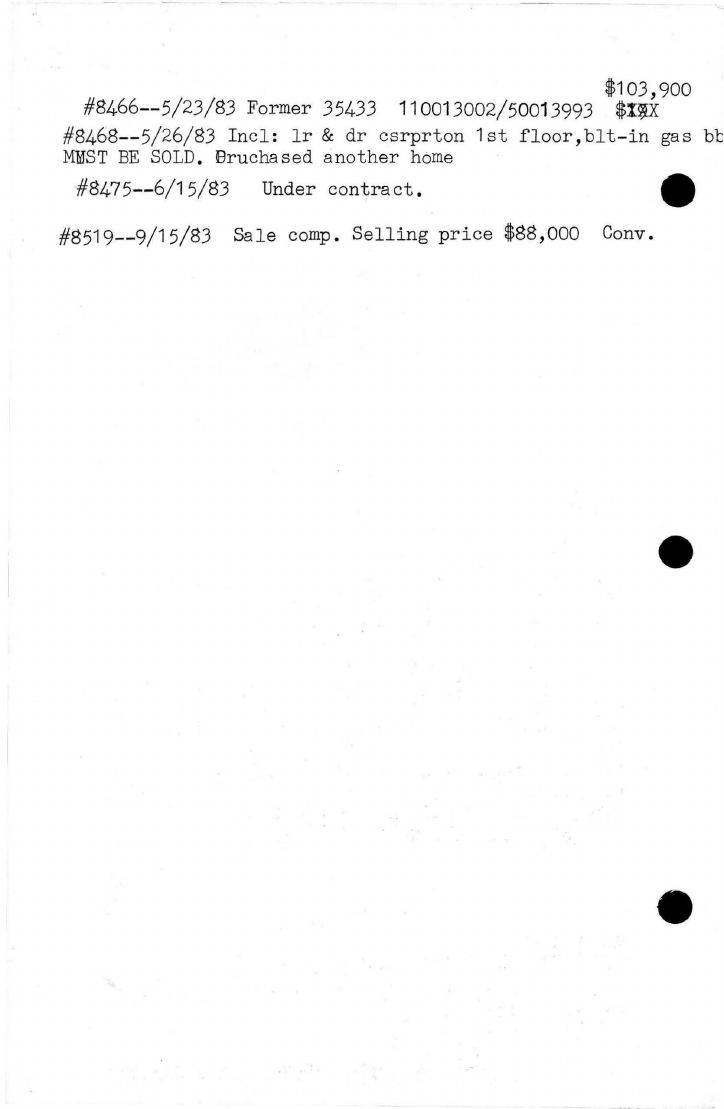 $103,900
#8466--5/23/83 Former 35433 110013002/50013993
#8468--5/26/83 Incl: lr & dr csrprton 1st floor,blt-in gas bb
MUST BE SOLD. Pruchased another home
#8475--6/15/83 Under contract.
#8519--9/15/83 Sale comp. Selling price $88,000 Conv.